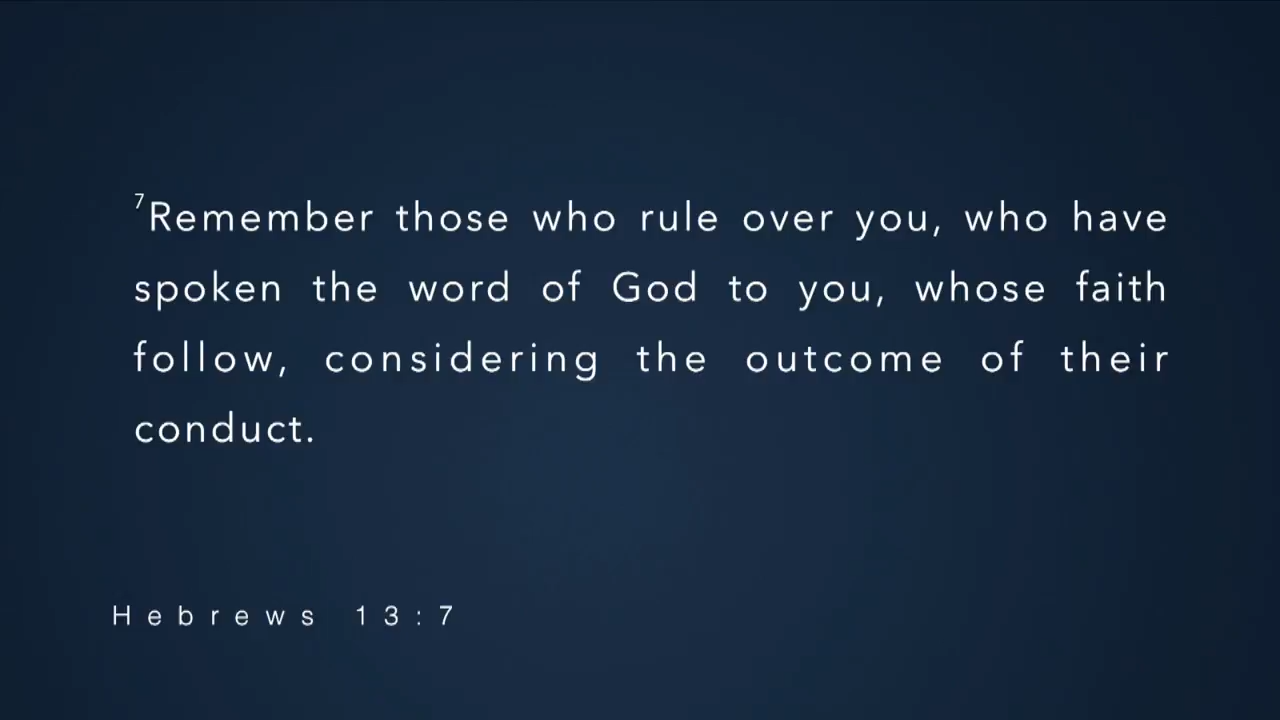 ⁷Remember those who rule over you, who have
spoken the word of God to you, whose faith
follow, considering the outcome of their
conduct.
Hebrews 13:7